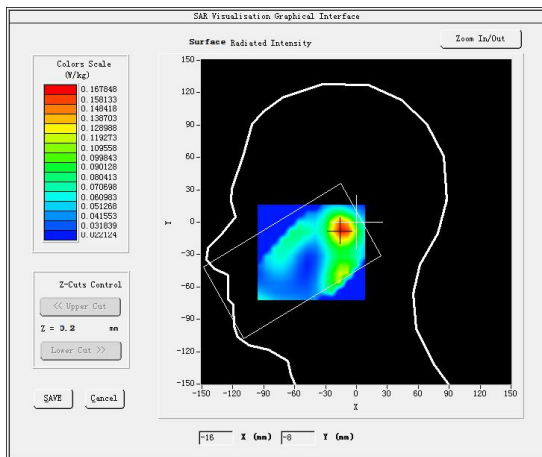 SAR Visualisation Graphical Interface
Surface Radiated Intensity
Zoom In/Out
Colors Scale
(W/kg)
0.167848
0.158133
0.148418
0.138703
0.128988
0.119273
0.109558
0.099843
0.090128
0.080413
0.070698
0.060983
0.051268
0.041553
0.031839
0.022124
Z-Cuts Control
<< Upper Cut
Z = 3.2 mm
Lower Cut >>
SAVE
Cancel
150
120
90
60
30
0
-30
-60
-90
-120
-150
Y
-150 -120 -90 -60 -30 0 30 60 90 120 150
X
-16 X (mm) -8 Y (mm)